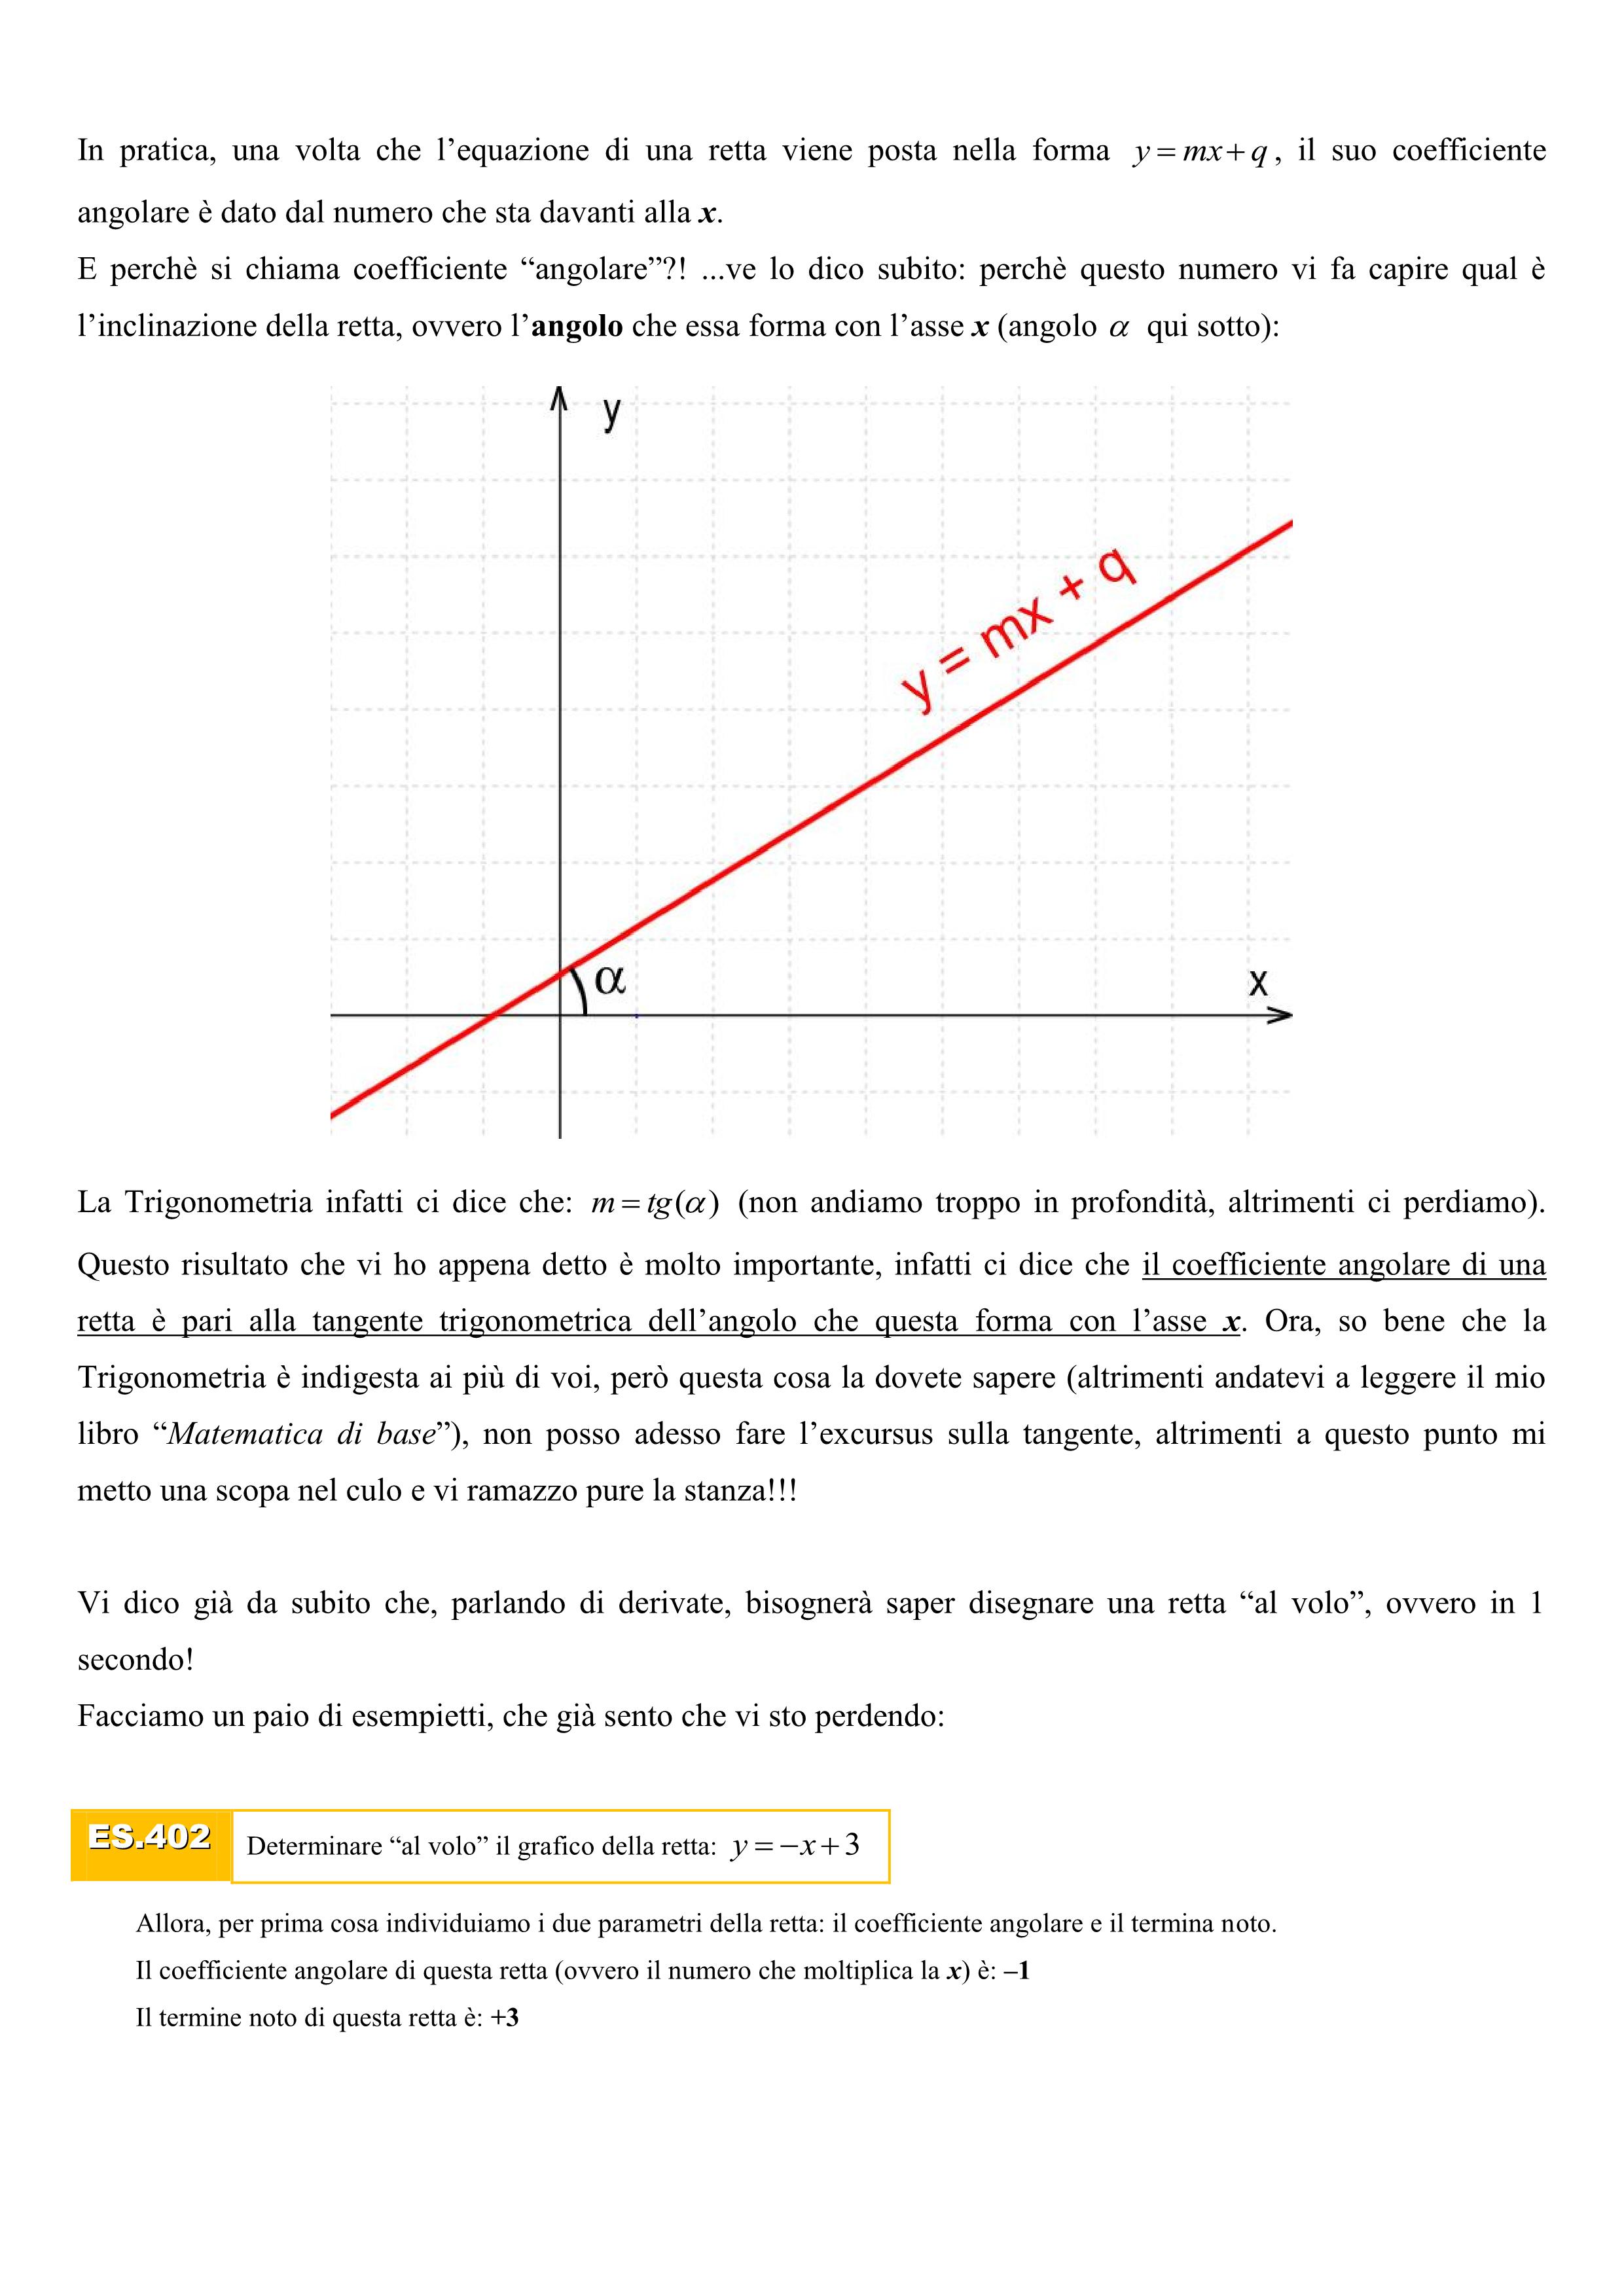 In pratica, una volta che l’equazione di una retta viene posta nella forma y = mx + q, il suo coefficiente
angolare è dato dal numero che sta davanti alla x.
E perchè si chiama coefficiente “angolare”?! ...ve lo dico subito: perchè questo numero vi fa capire qual è
l’inclinazione della retta, ovvero l’angolo che essa forma con l’asse x (angolo α qui sotto):
y
y = mx + q
α
x
La Trigonometria infatti ci dice che: m = tg(α) (non andiamo troppo in profondità, altrimenti ci perdiamo).
Questo risultato che vi ho appena detto è molto importante, infatti ci dice che il coefficiente angolare di una
retta è pari alla tangente trigonometrica dell’angolo che questa forma con l’asse x. Ora, so bene che la
Trigonometria è indigesta ai più di voi, però questa cosa la dovete sapere (altrimenti andatevi a leggere il mio
libro “Matematica di base”), non posso adesso fare l’excursus sulla tangente, altrimenti a questo punto mi
metto una scopa nel culo e vi ramazzo pure la stanza!!!
Vi dico già da subito che, parlando di derivate, bisognerà saper disegnare una retta “al volo”, ovvero in 1
secondo!
Facciamo un paio di esempietti, che già sento che vi sto perdendo:
ES.402 Determinare “al volo” il grafico della retta: y = −x + 3
Allora, per prima cosa individuiamo i due parametri della retta: il coefficiente angolare e il termina noto.
Il coefficiente angolare di questa retta (ovvero il numero che moltiplica la x) è: –1
Il termine noto di questa retta è: +3